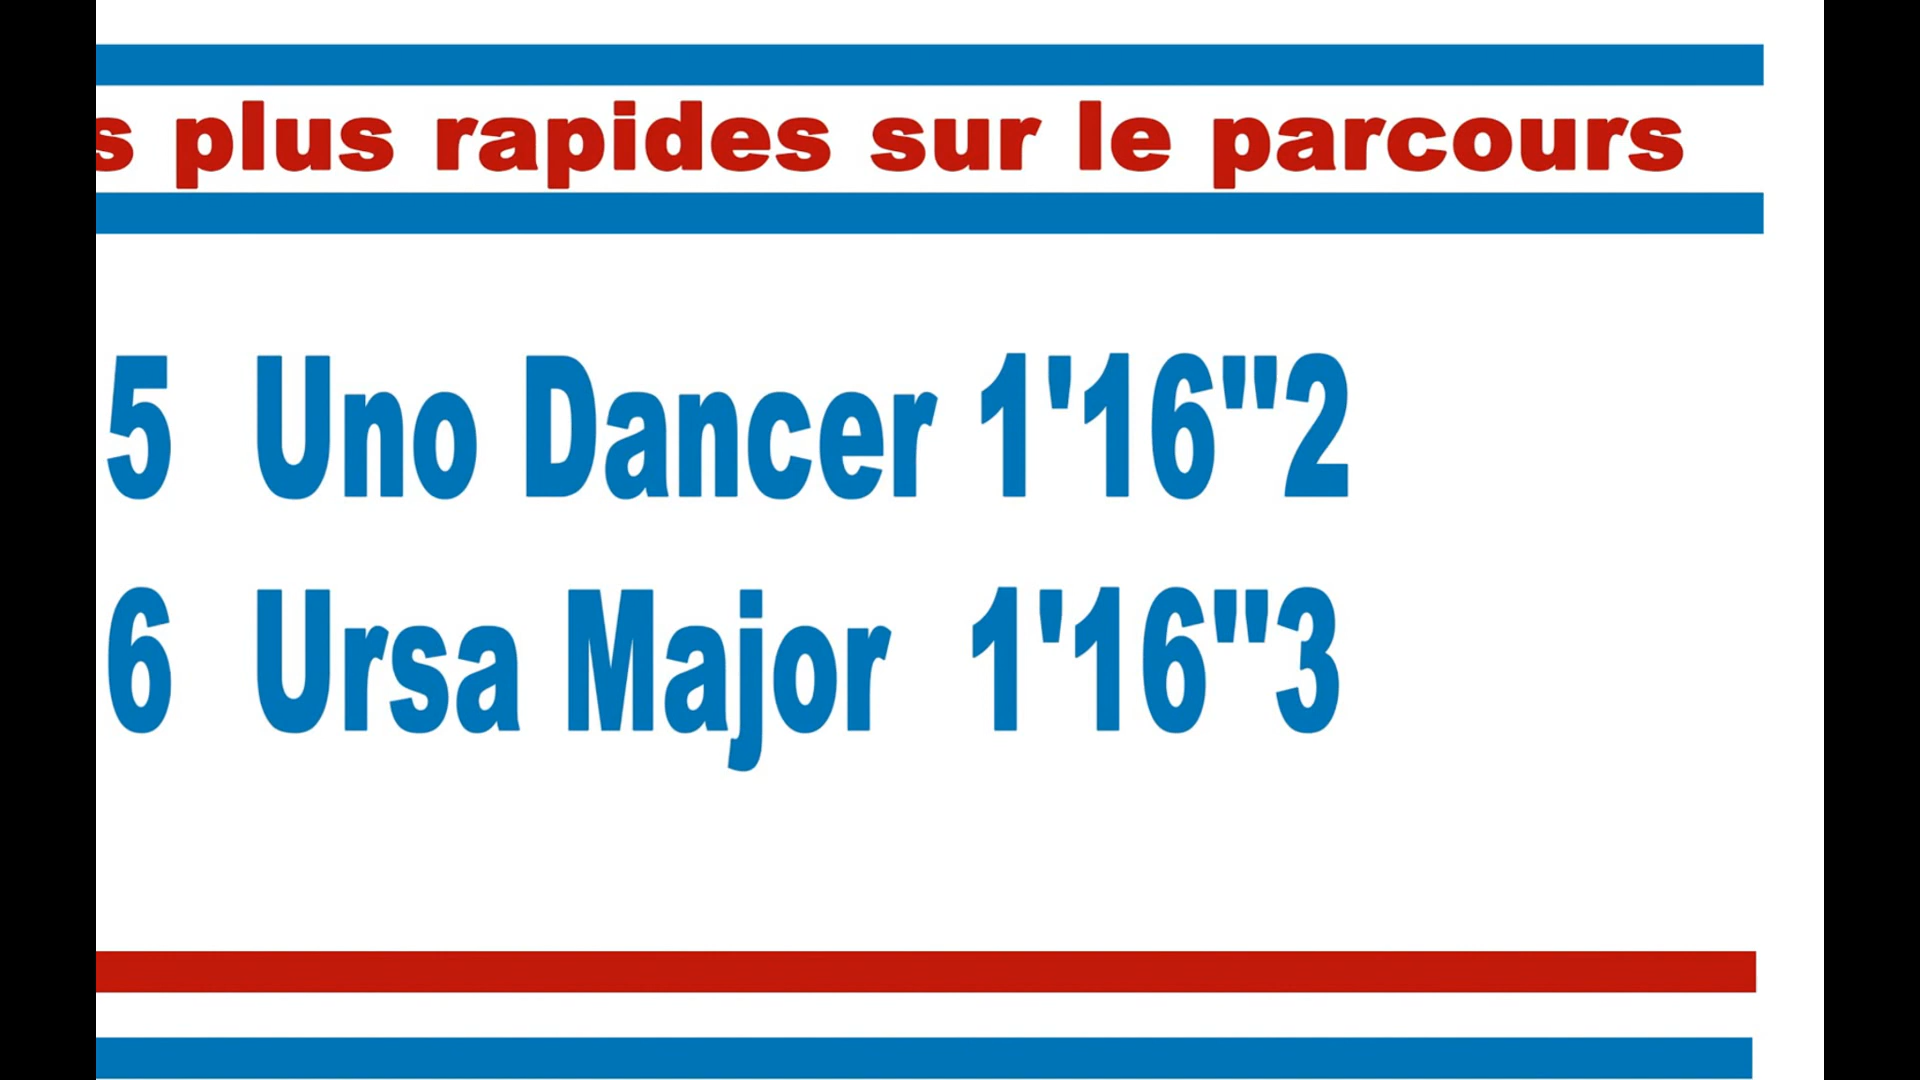 s plus rapides sur le parcours
5 Uno Dancer 1'16"2
6 Ursa Major 1'16"3